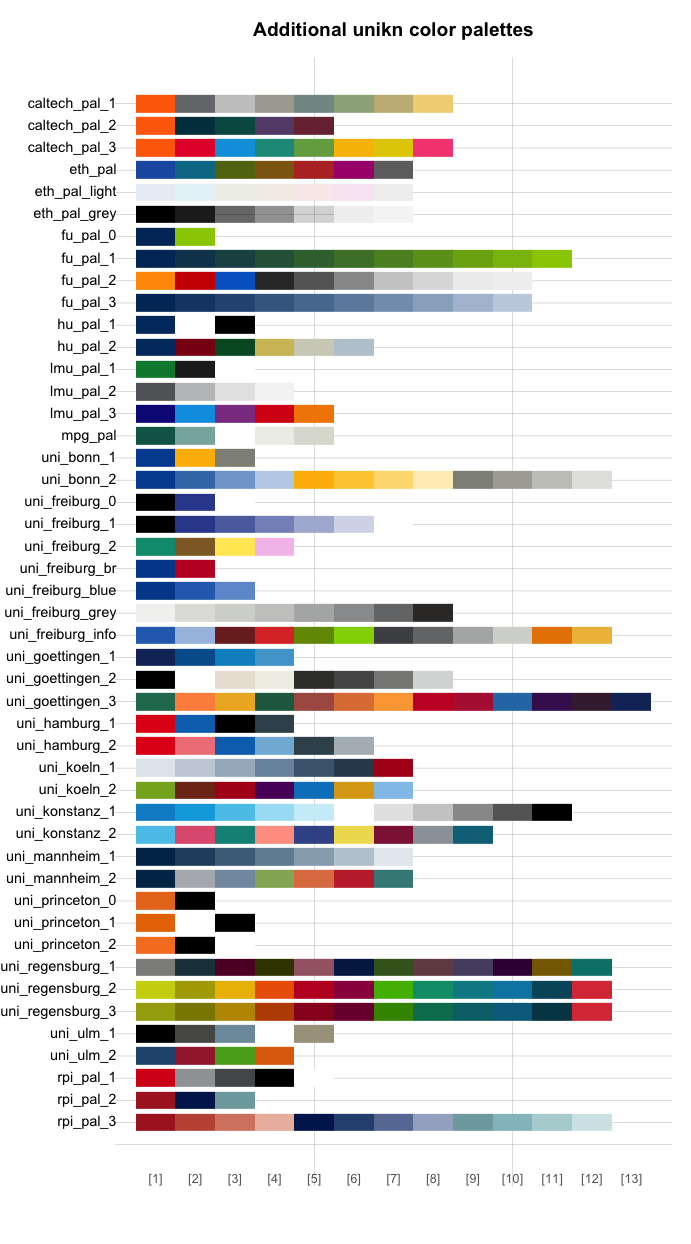 Additional unikn color palettes
caltech_pal_1
caltech_pal_2
caltech_pal_3
eth_pal
eth_pal_light
eth_pal_grey
fu_pal_0
fu_pal_1
fu_pal_2
fu_pal_3
hu_pal_1
hu_pal_2
lmu_pal_1
lmu_pal_2
lmu_pal_3
mpg_pal
uni_bonn_1
uni_bonn_2
uni_freiburg_0
uni_freiburg_1
uni_freiburg_2
uni_freiburg_br
uni_freiburg_blue
uni_freiburg_grey
uni_freiburg_info
uni_goettingen_1
uni_goettingen_2
uni_goettingen_3
uni_hamburg_1
uni_hamburg_2
uni_koeln_1
uni_koeln_2
uni_konstanz_1
uni_konstanz_2
uni_mannheim_1
uni_mannheim_2
uni_princeton_0
uni_princeton_1
uni_princeton_2
uni_regensburg_1
uni_regensburg_2
uni_regensburg_3
uni_ulm_1
uni_ulm_2
rpi_pal_1
rpi_pal_2
rpi_pal_3
[1] [2] [3] [4] [5] [6] [7] [8] [9] [10] [11] [12] [13]